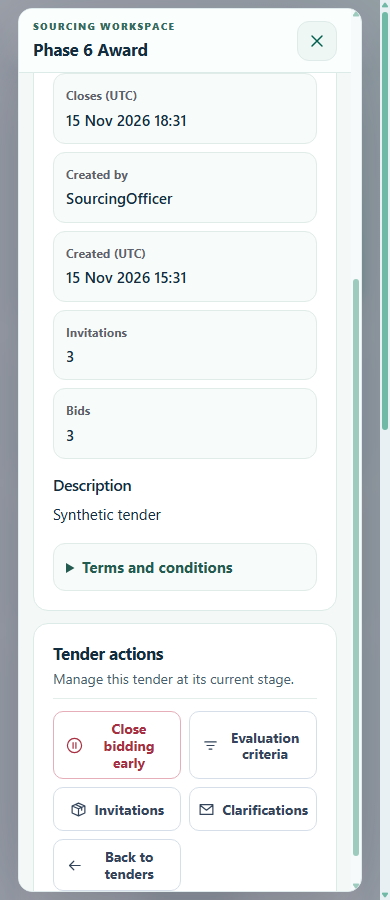 SOURCING WORKSPACE
Phase 6 Award
Closes (UTC)
15 Nov 2026 18:31
Created by
SourcingOfficer
Created (UTC)
15 Nov 2026 15:31
Invitations
3
Bids
3
Description
Synthetic tender
Terms and conditions
Tender actions
Manage this tender at its current stage.
Close
bidding
early
Evaluation
criteria
Invitations
Clarifications
Back to
tenders